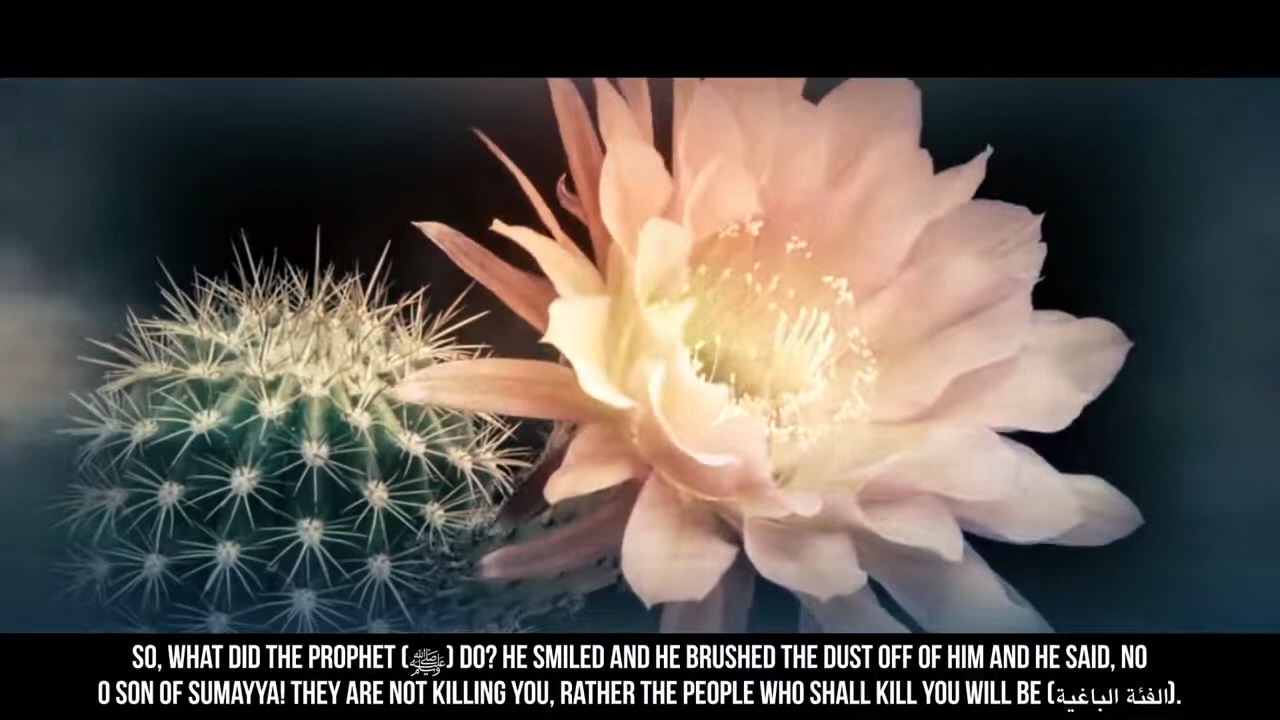 SO, WHAT DID THE PROPHET (ﷺ) DO? HE SMILED AND HE BRUSHED THE DUST OFF OF HIM AND HE SAID, NO
O SON OF SUMAYYA! THEY ARE NOT KILLING YOU, RATHER THE PEOPLE WHO SHALL KILL YOU WILL BE (الفئة الباغية).